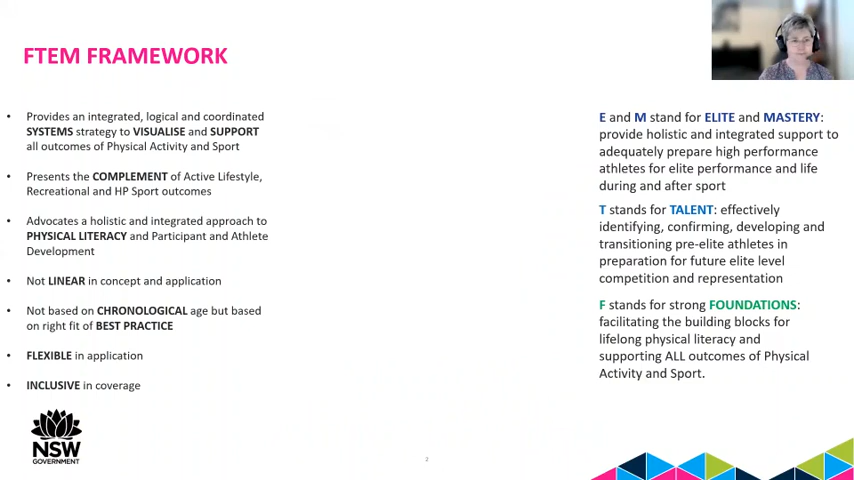 FTEM FRAMEWORK
• Provides an integrated, logical and coordinated
SYSTEMS strategy to VISUALISE and SUPPORT
all outcomes of Physical Activity and Sport
• Presents the COMPLEMENT of Active Lifestyle,
Recreational and HP Sport outcomes
• Advocates a holistic and integrated approach to
PHYSICAL LITERACY and Participant and Athlete
Development
• Not LINEAR in concept and application
• Not based on CHRONOLOGICAL age but based
on right fit of BEST PRACTICE
• FLEXIBLE in application
• INCLUSIVE in coverage
E and M stand for ELITE and MASTERY:
provide holistic and integrated support to
adequately prepare high performance
athletes for elite performance and life
during and after sport
T stands for TALENT: effectively
identifying, confirming, developing and
transitioning pre-elite athletes in
preparation for future elite level
competition and representation
F stands for strong FOUNDATIONS:
facilitating the building blocks for
lifelong physical literacy and
supporting ALL outcomes of Physical
Activity and Sport.
NSW
GOVERNMENT
2